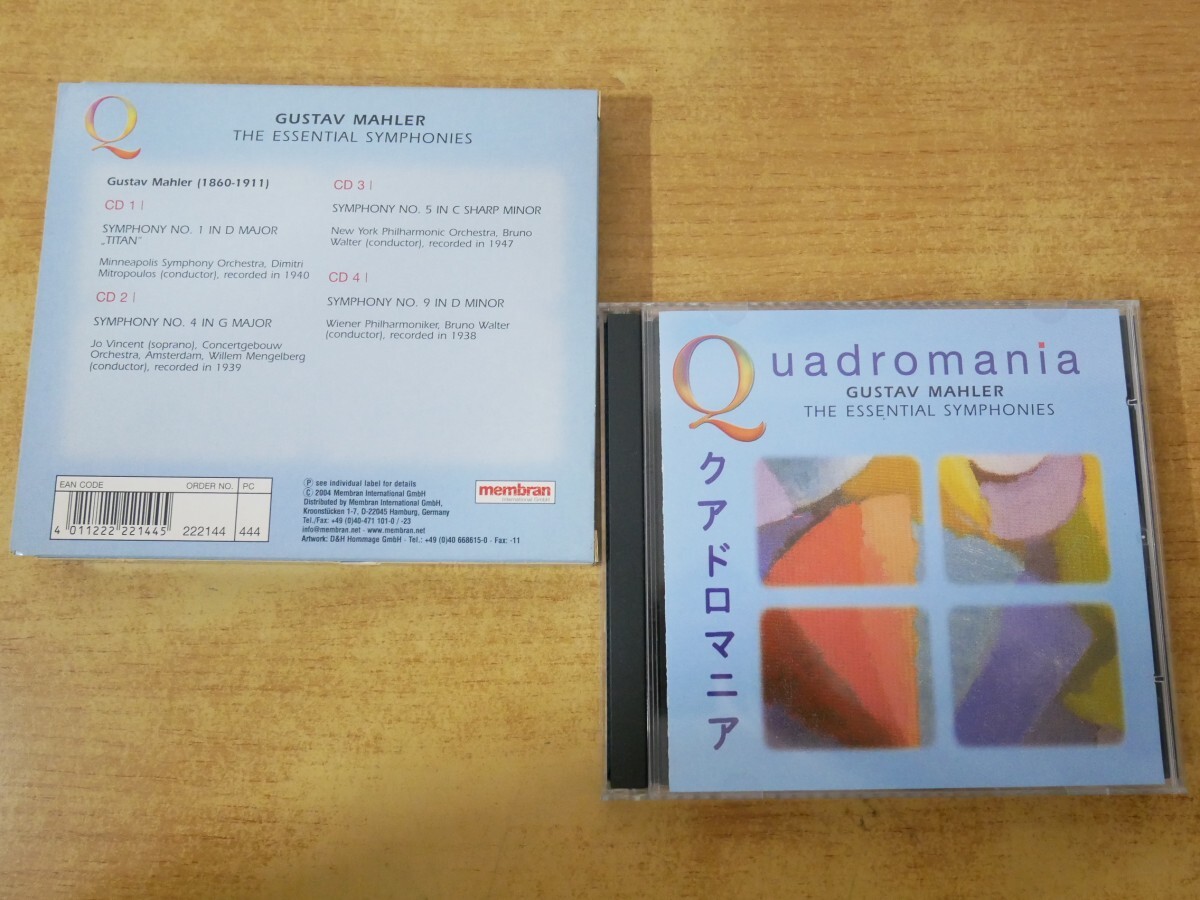 Q
GUSTAV MAHLER
THE ESSENTIAL SYMPHONIES
Gustav Mahler (1860-1911)
CD 1 |
SYMPHONY NO. 1 IN D MAJOR
„TITAN"
Minneapolis Symphony Orchestra, Dimitri
Mitropoulos (conductor), recorded in 1940
CD 2 |
SYMPHONY NO. 4 IN G MAJOR
Jo Vincent (soprano), Concertgebouw
Orchestra, Amsterdam, Willem Mengelberg
(conductor), recorded in 1939
CD 3 |
SYMPHONY NO. 5 IN C SHARP MINOR
New York Philharmonic Orchestra, Bruno
Walter (conductor), recorded in 1947
CD 4 |
SYMPHONY NO. 9 IN D MINOR
Wiener Philharmoniker, Bruno Walter
(conductor), recorded in 1938
EAN CODE ORDER NO. PC
4 011222 221445 222144 444
Ⓟ see individual label for details
© 2004 Membran International GmbH
Distributed by Membran International GmbH,
Kroonstücken 1-7, D-22045 Hamburg, Germany
Tel./Fax: +49 (0)40-471 101-0 / -23
info@membran.net - www.membran.net
Artwork: D&H Hommage GmbH - Tel.: +49 (0)40 668615-0 - Fax: -11
membran
international GmbH
Quadromania
GUSTAV MAHLER
THE ESSENTIAL SYMPHONIES
クアドロマニア